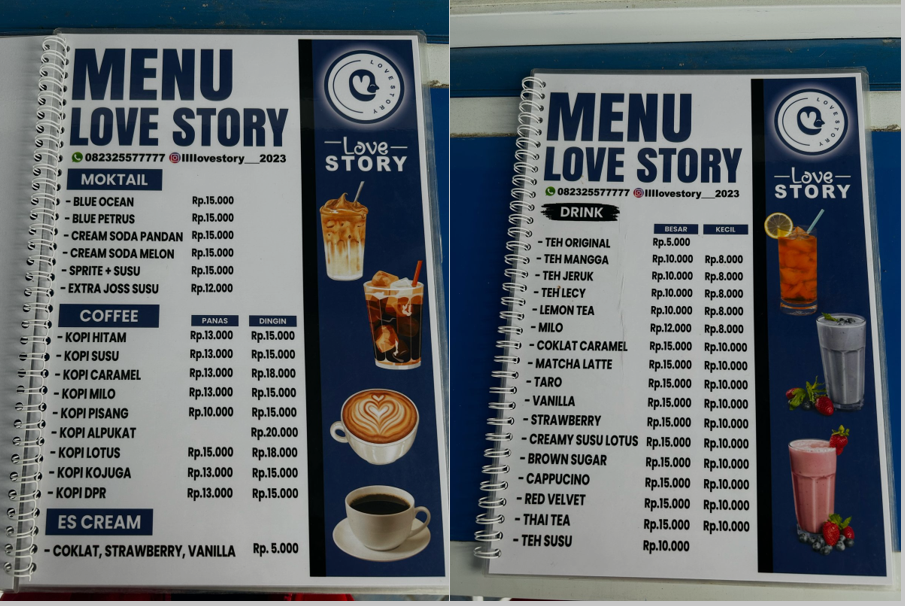 MENU
LOVE STORY
082325557777 llllovestory__2023
MOKTAIL
- BLUE OCEAN Rp.15.000
- BLUE PETRUS Rp.15.000
- CREAM SODA PANDAN Rp.15.000
- CREAM SODA MELON Rp.15.000
- SPRITE + SUSU Rp.15.000
- EXTRA JOSS SUSU Rp.12.000
COFFEE PANAS DINGIN
- KOPI HITAM Rp.13.000 Rp.15.000
- KOPI SUSU Rp.13.000 Rp.15.000
- KOPI CARAMEL Rp.13.000 Rp.18.000
- KOPI MILO Rp.13.000 Rp.15.000
- KOPI PISANG Rp.10.000 Rp.15.000
- KOPI ALPUKAT Rp.20.000
- KOPI LOTUS Rp.15.000 Rp.18.000
- KOPI KOJUGA Rp.13.000 Rp.15.000
- KOPI DPR Rp.13.000 Rp.15.000
ES CREAM
- COKLAT, STRAWBERRY, VANILLA Rp. 5.000
LOVE STORY
Love
STORY
MENU
LOVE STORY
082325577777 llllovestory__2023
DRINK
BESAR KECIL
- TEH ORIGINAL Rp.5.000
- TEH MANGGA Rp.10.000 Rp.8.000
- TEH JERUK Rp.10.000 Rp.8.000
- TEH LECY Rp.10.000 Rp.8.000
- LEMON TEA Rp.10.000 Rp.8.000
- MILO Rp.12.000 Rp.8.000
- COKLAT CARAMEL Rp.15.000 Rp.10.000
- MATCHA LATTE Rp.15.000 Rp.10.000
- TARO Rp.15.000 Rp.10.000
- VANILLA Rp.15.000 Rp.10.000
- STRAWBERRY Rp.15.000 Rp.10.000
- CREAMY SUSU LOTUS Rp.15.000 Rp.10.000
- BROWN SUGAR Rp.15.000 Rp.10.000
- CAPPUCINO Rp.15.000 Rp.10.000
- RED VELVET Rp.15.000 Rp.10.000
- THAI TEA Rp.15.000 Rp.10.000
- TEH SUSU Rp.10.000
LOVE STORY
Love
STORY